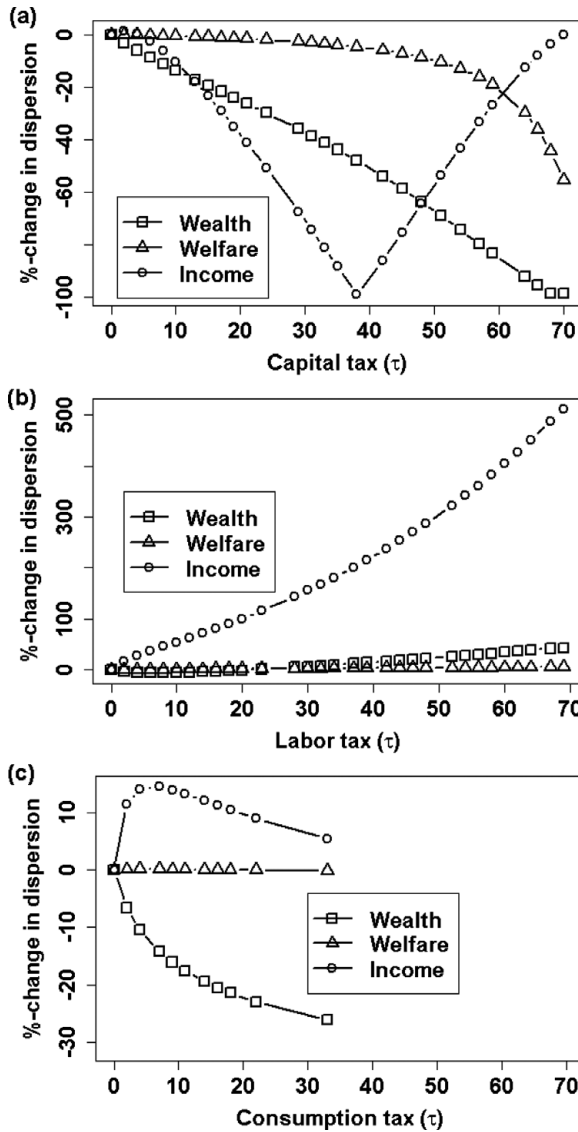 (a)
%-change in dispersion
0
-20
-40
-60
-80
-100
Wealth
Welfare
Income
0 10 20 30 40 50 60 70
Capital tax (τ)
(b)
%-change in dispersion
500
300
100
0
Wealth
Welfare
Income
0 10 20 30 40 50 60 70
Labor tax (τ)
(c)
%-change in dispersion
10
0
-10
-20
-30
Wealth
Welfare
Income
0 10 20 30 40 50 60 70
Consumption tax (τ)